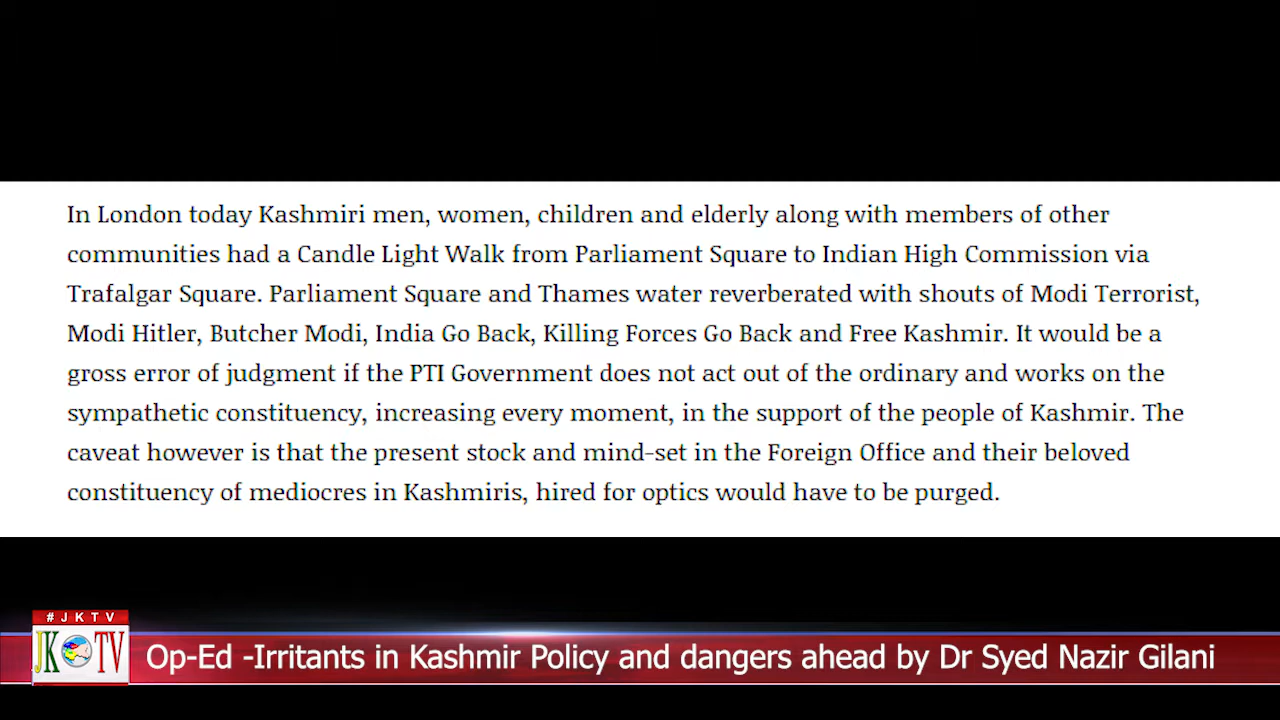 In London today Kashmiri men, women, children and elderly along with members of other
communities had a Candle Light Walk from Parliament Square to Indian High Commission via
Trafalgar Square. Parliament Square and Thames water reverberated with shouts of Modi Terrorist,
Modi Hitler, Butcher Modi, India Go Back, Killing Forces Go Back and Free Kashmir. It would be a
gross error of judgment if the PTI Government does not act out of the ordinary and works on the
sympathetic constituency, increasing every moment, in the support of the people of Kashmir. The
caveat however is that the present stock and mind-set in the Foreign Office and their beloved
constituency of mediocres in Kashmiris, hired for optics would have to be purged.
#JKTV
JK TV
Op-Ed -Irritants in Kashmir Policy and dangers ahead by Dr Syed Nazir Gilani